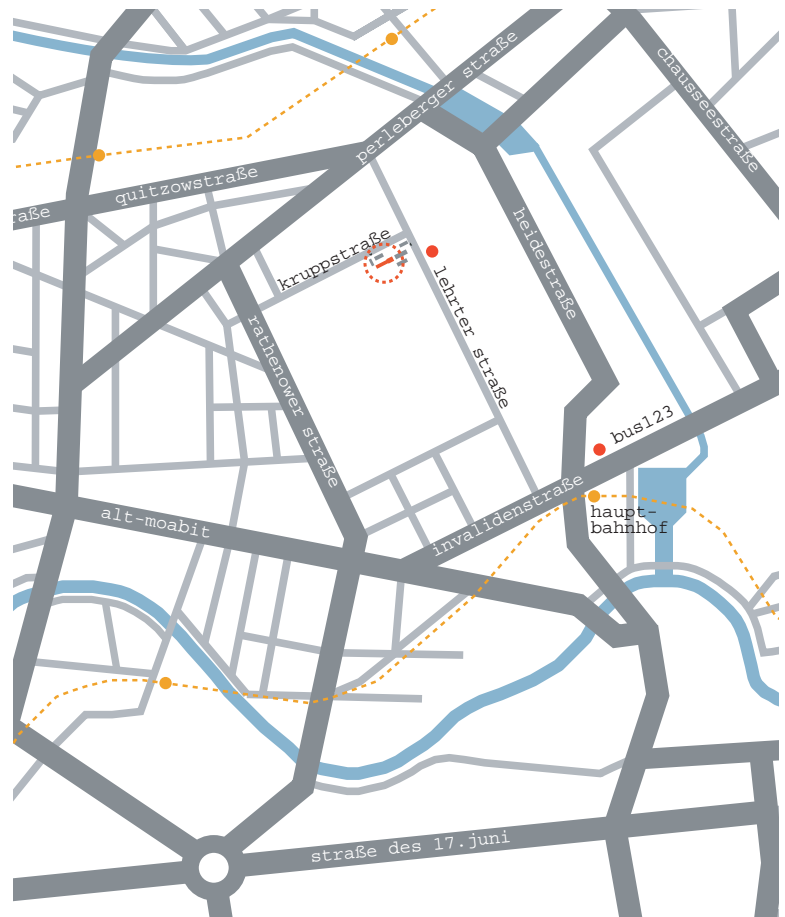 perleberger straße
chausseestraße
quitzowstraße
raße
heidestraße
kruppstraße
lehrter straße
rathenower straße
bus123
invalidenstraße
haupt-
bahnhof
alt-moabit
straße des 17.juni